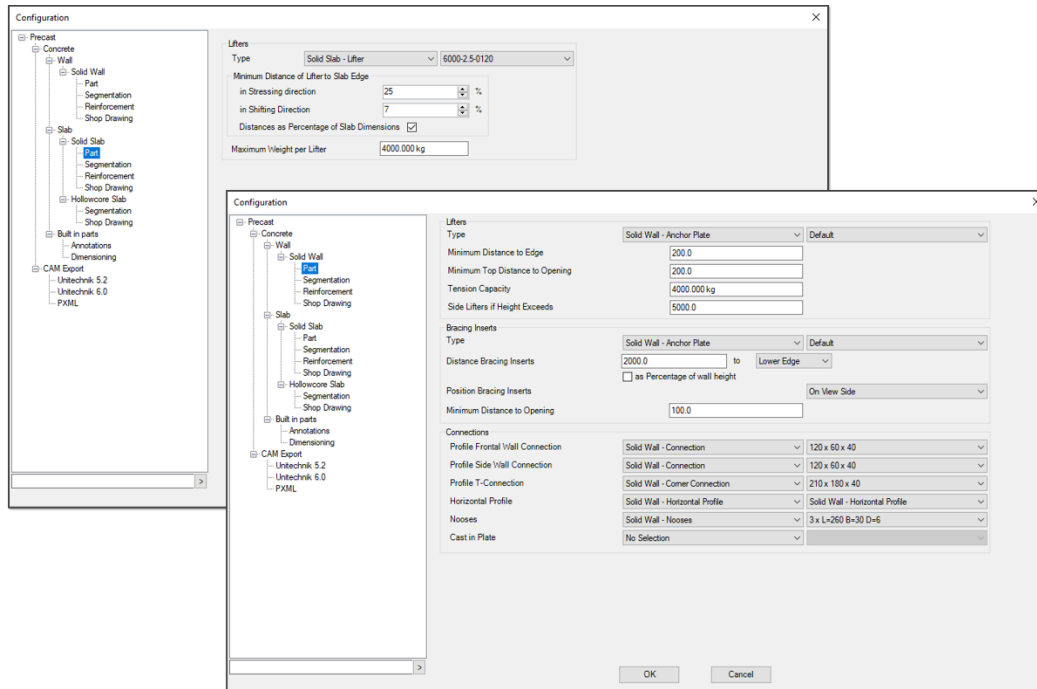 Configuration
Precast
Concrete
Wall
Solid Wall
Part
Segmentation
Reinforcement
Shop Drawing
Slab
Solid Slab
Part
Segmentation
Reinforcement
Shop Drawing
Hollowcore Slab
Segmentation
Shop Drawing
Built in parts
Annotations
Dimensioning
CAM Export
Unitechnik 5.2
Unitechnik 6.0
PXML
>
Lifters
Type Solid Slab - Lifter 6000-2.5-0120
Minimum Distance of Lifter to Slab Edge
in Stressing direction 25 %
in Shifting Direction 7 %
Distances as Percentage of Slab Dimensions
Maximum Weight per Lifter 4000.000 kg
Configuration
Precast
Concrete
Wall
Solid Wall
Part
Segmentation
Reinforcement
Shop Drawing
Slab
Solid Slab
Part
Segmentation
Reinforcement
Shop Drawing
Hollowcore Slab
Segmentation
Shop Drawing
Built in parts
Annotations
Dimensioning
CAM Export
Unitechnik 5.2
Unitechnik 6.0
PXML
>
Lifters
Type Solid Wall - Anchor Plate Default
Minimum Distance to Edge 200.0
Minimum Top Distance to Opening 200.0
Tension Capacity 4000.000 kg
Side Lifters if Height Exceeds 5000.0
Bracing Inserts
Type Solid Wall - Anchor Plate Default
Distance Bracing Inserts 2000.0 to Lower Edge
as Percentage of wall height
Position Bracing Inserts On View Side
Minimum Distance to Opening 100.0
Connections
Profile Frontal Wall Connection Solid Wall - Connection 120 x 60 x 40
Profile Side Wall Connection Solid Wall - Connection 120 x 60 x 40
Profile T-Connection Solid Wall - Corner Connection 210 x 180 x 40
Horizontal Profile Solid Wall - Horizontal Profile Solid Wall - Horizontal Profile
Nooses Solid Wall - Nooses 3 x L=260 B=30 D=6
Cast in Plate No Selection
OK Cancel